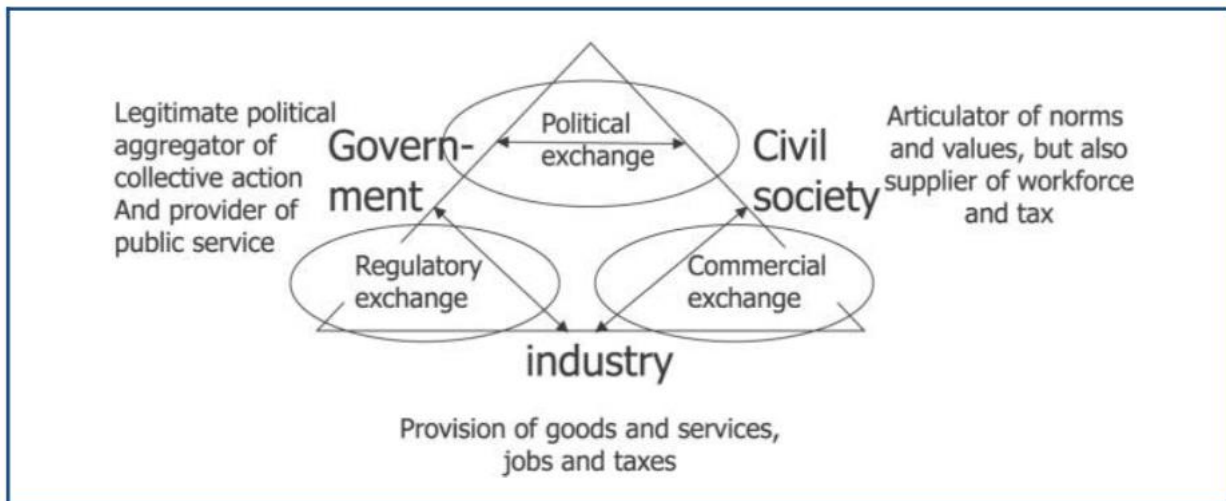 Legitimate political
aggregator of
collective action
And provider of
public service
Govern-
ment
Political
exchange
Civil
society
Articulator of norms
and values, but also
supplier of workforce
and tax
Regulatory
exchange
Commercial
exchange
industry
Provision of goods and services,
jobs and taxes